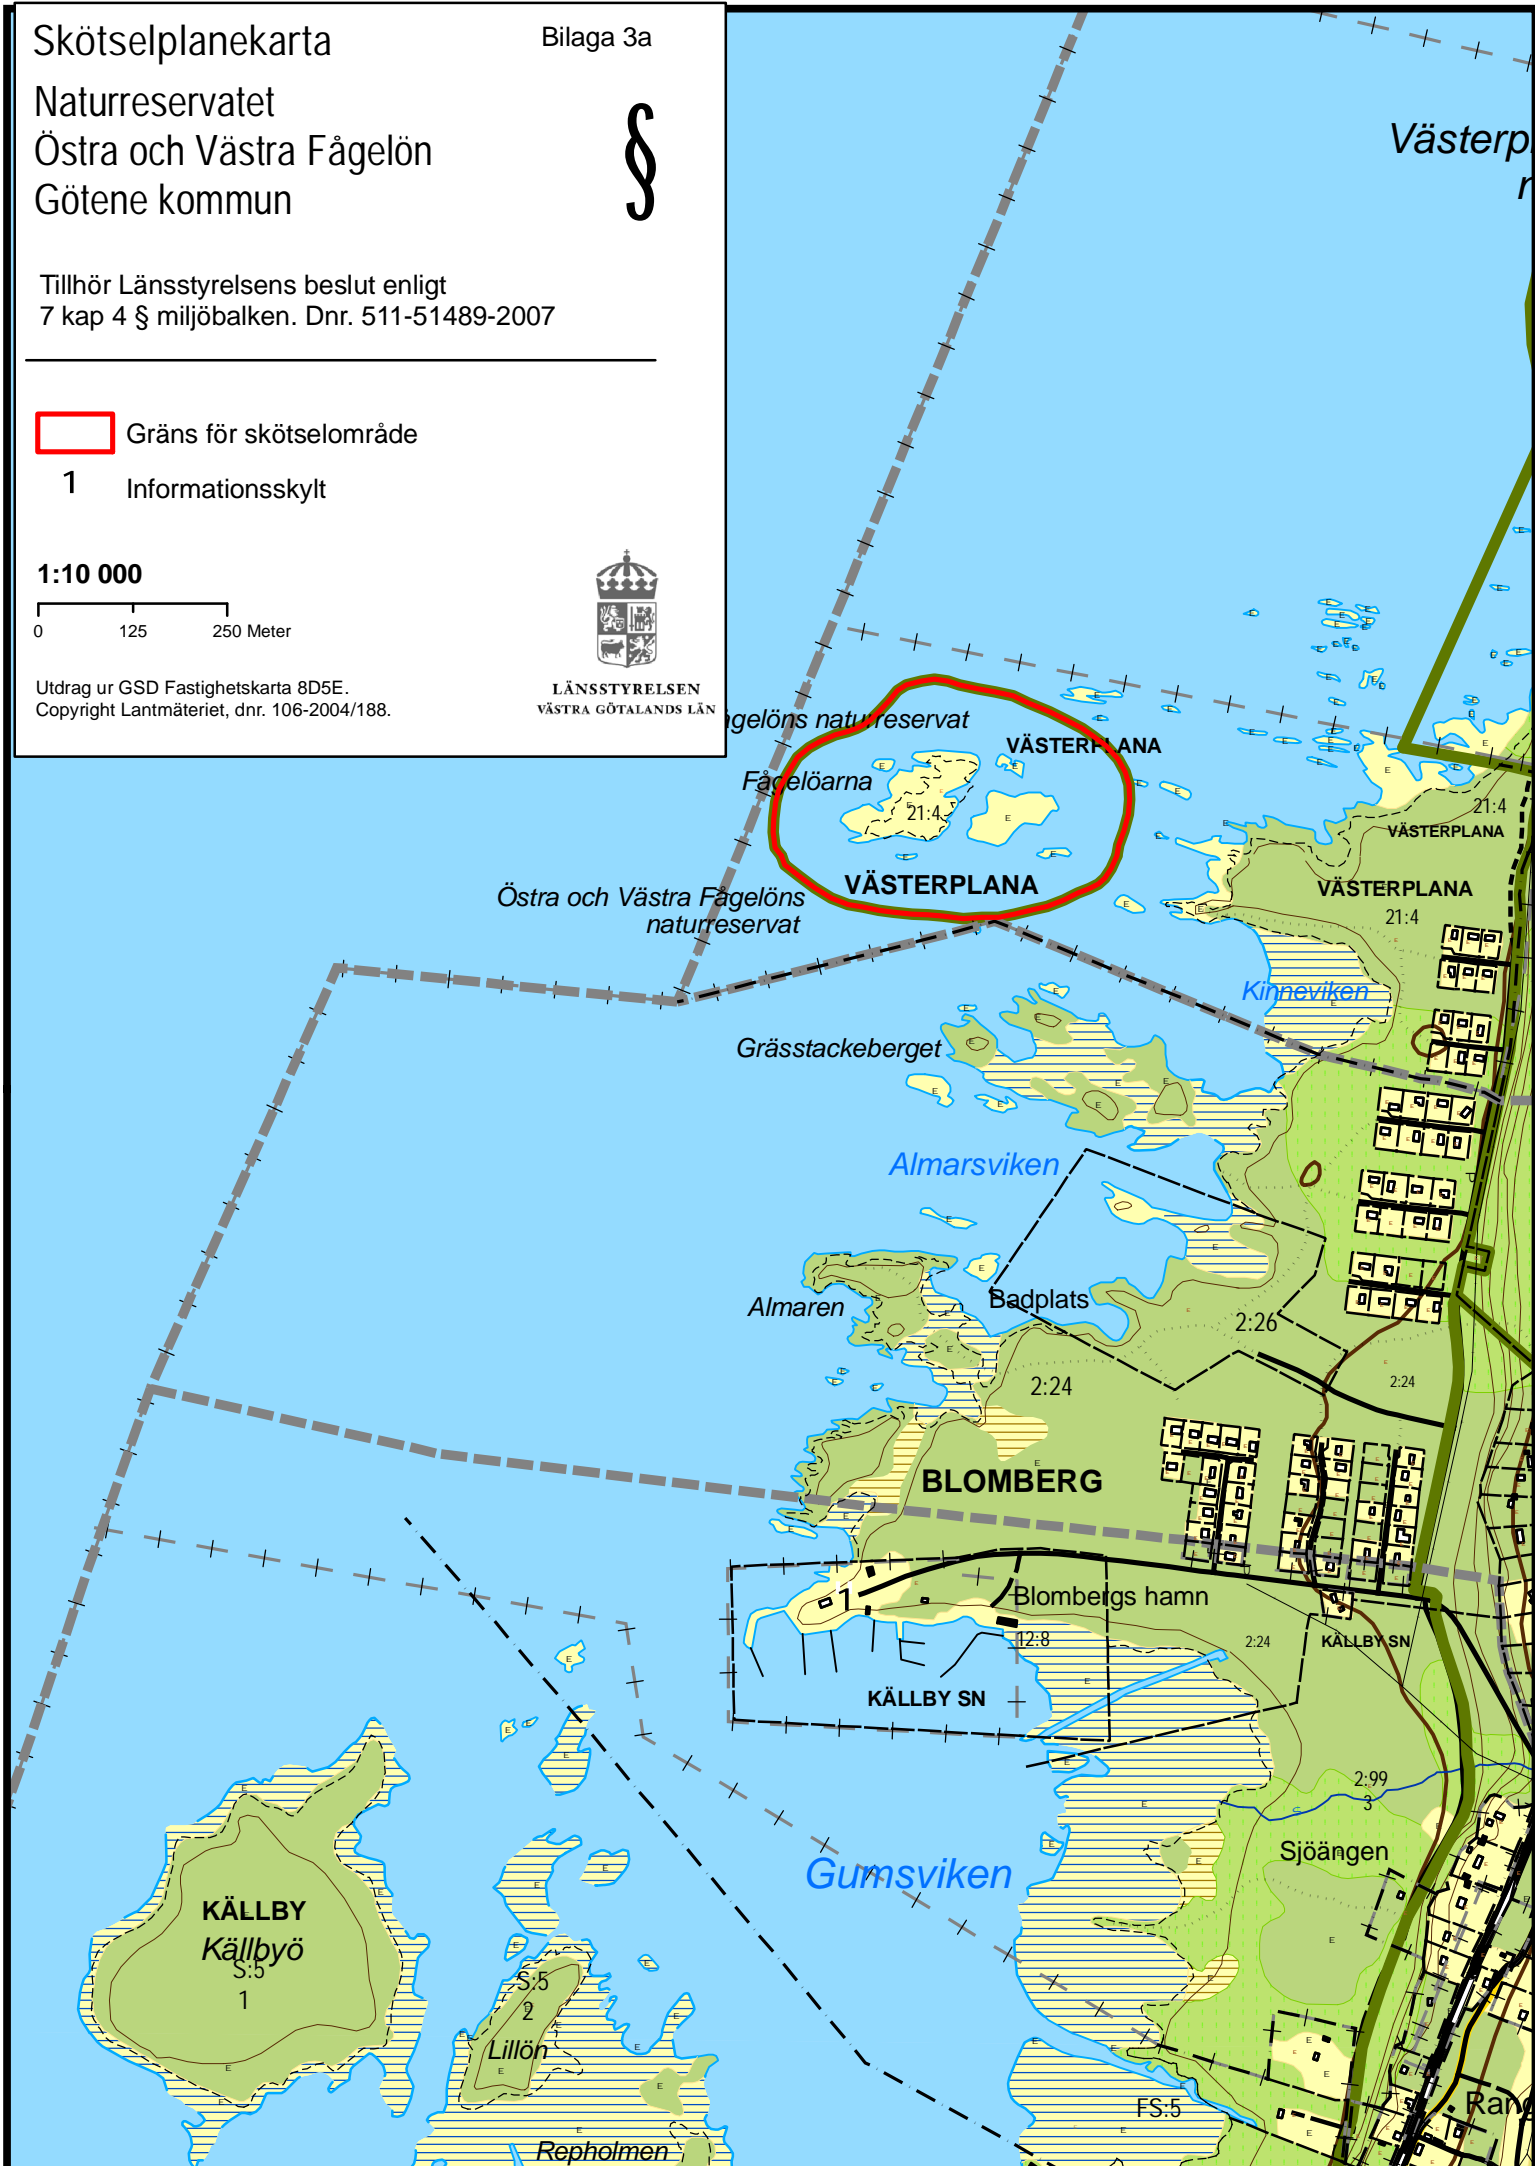 Skötselplanekarta
Bilaga 3a
Naturreservatet
Östra och Västra Fågelön
Götene kommun
§
Tillhör Länsstyrelsens beslut enligt
7 kap 4 § miljöbalken. Dnr. 511-51489-2007
Gräns för skötselområde
1 Informationsskylt
1:10 000
0 125 250 Meter
Utdrag ur GSD Fastighetskarta 8D5E.
Copyright Lantmäteriet, dnr. 106-2004/188.
LÄNSSTYRELSEN
VÄSTRA GÖTALANDS LÄN
Västerp
gelöns naturreservat
VÄSTERPLANA
Fågelöarna
21:4
VÄSTERPLANA
21:4
VÄSTERPLANA
VÄSTERPLANA
21:4
Östra och Västra Fågelöns
naturreservat
Kinneviken
Grässtackeberget
Almarsviken
Almaren
Badplats
2:26
2:24
2:24
BLOMBERG
1
Blombergs hamn
12:8
2:24
KÄLLBY SN
KÄLLBY SN
2:99
3
Sjöängen
Gumsviken
KÄLLBY
Källbyö
S:5
1
S:5
2
Lillön
FS:5
Rang
Repholmen